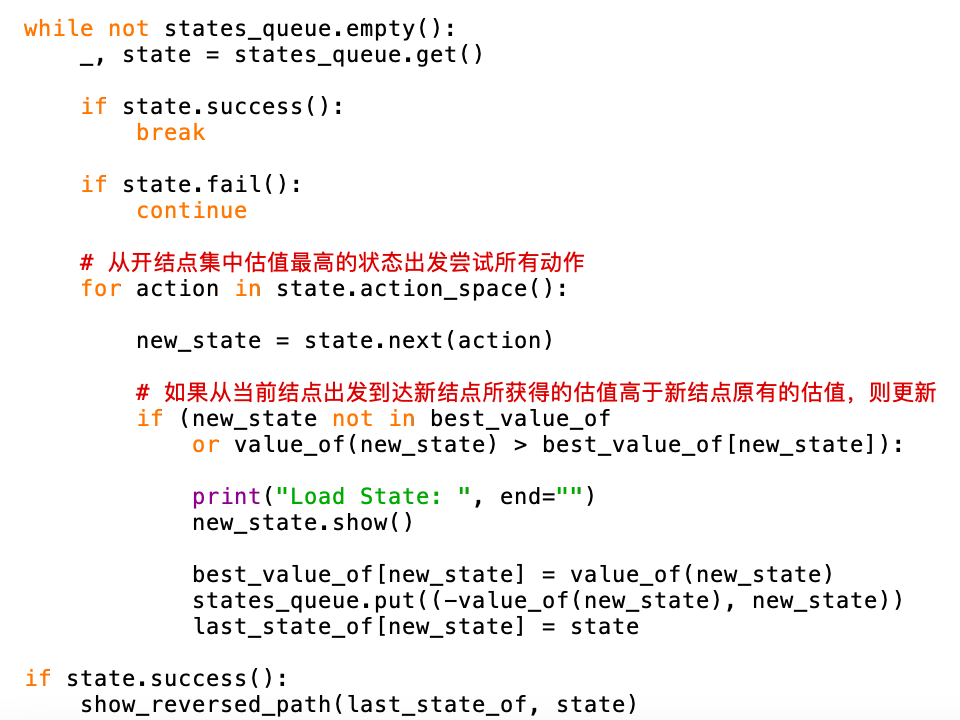 while not states_queue.empty():
    _, state = states_queue.get()
    if state.success():
        break
    if state.fail():
        continue
    # 从开结点集中估值最高的状态出发尝试所有动作
    for action in state.action_space():
        new_state = state.next(action)
        # 如果从当前结点出发到达新结点所获得的估值高于新结点原有的估值，则更新
        if (new_state not in best_value_of
            or value_of(new_state) > best_value_of[new_state]):
            print("Load State: ", end="")
            new_state.show()
            best_value_of[new_state] = value_of(new_state)
            states_queue.put((-value_of(new_state), new_state))
            last_state_of[new_state] = state
if state.success():
    show_reversed_path(last_state_of, state)